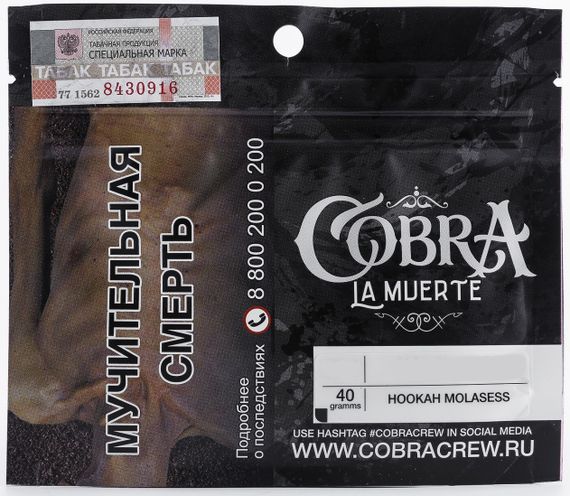 РОССИЙСКАЯ ФЕДЕРАЦИЯ
ТАБАЧНАЯ ПРОДУКЦИЯ
СПЕЦИАЛЬНАЯ МАРКА
ТАБАК ТАБАК ТАБАК
77 1562 8430916
МУЧИТЕЛЬНАЯ
СМЕРТЬ
Подробнее
о последствиях 8 800 200 0 200
COBRA
LA MUERTE
40
gramms
HOOKAH MOLASESS
USE HASHTAG #COBRACREW IN SOCIAL MEDIA
WWW.COBRACREW.RU